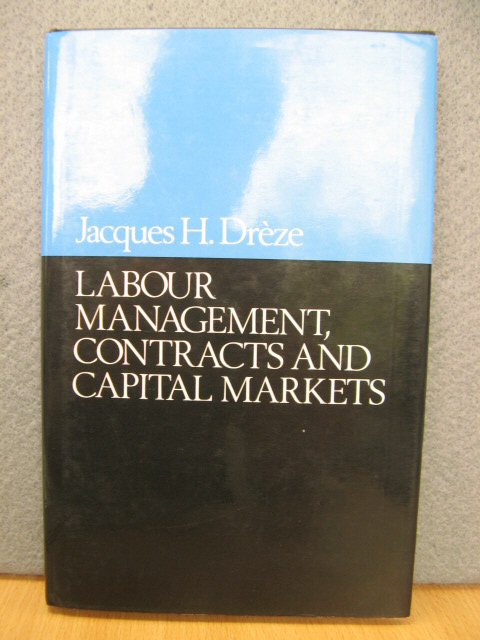 Jacques H. Drèze
LABOUR
MANAGEMENT,
CONTRACTS AND
CAPITAL MARKETS